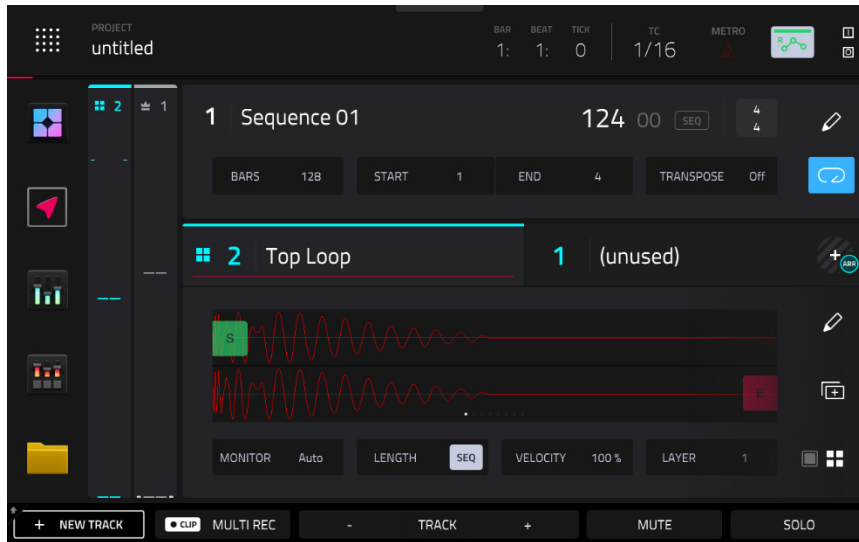 PROJECT
untitled
BAR BEAT TICK TC METRO
1: 1: 0 1/16
R
2 1
1 Sequence 01 124 00 SEQ 4
4
BARS 128 START 1 END 4 TRANSPOSE Off
2 Top Loop 1 (unused) + ARR
S
E
MONITOR Auto LENGTH SEQ VELOCITY 100 % LAYER 1
+ NEW TRACK CLIP MULTI REC - TRACK + MUTE SOLO